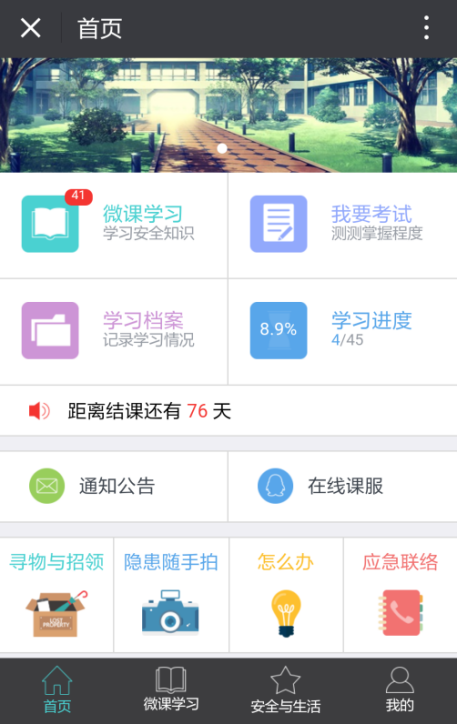 首页
41
微课学习
学习安全知识
我要考试
测测掌握程度
学习档案
记录学习情况
8.9%
学习进度
4/45
距离结课还有 76 天
通知公告
在线课服
寻物与招领
隐患随手拍
怎么办
应急联络
LOST
PROPERTY
首页
微课学习
安全与生活
我的